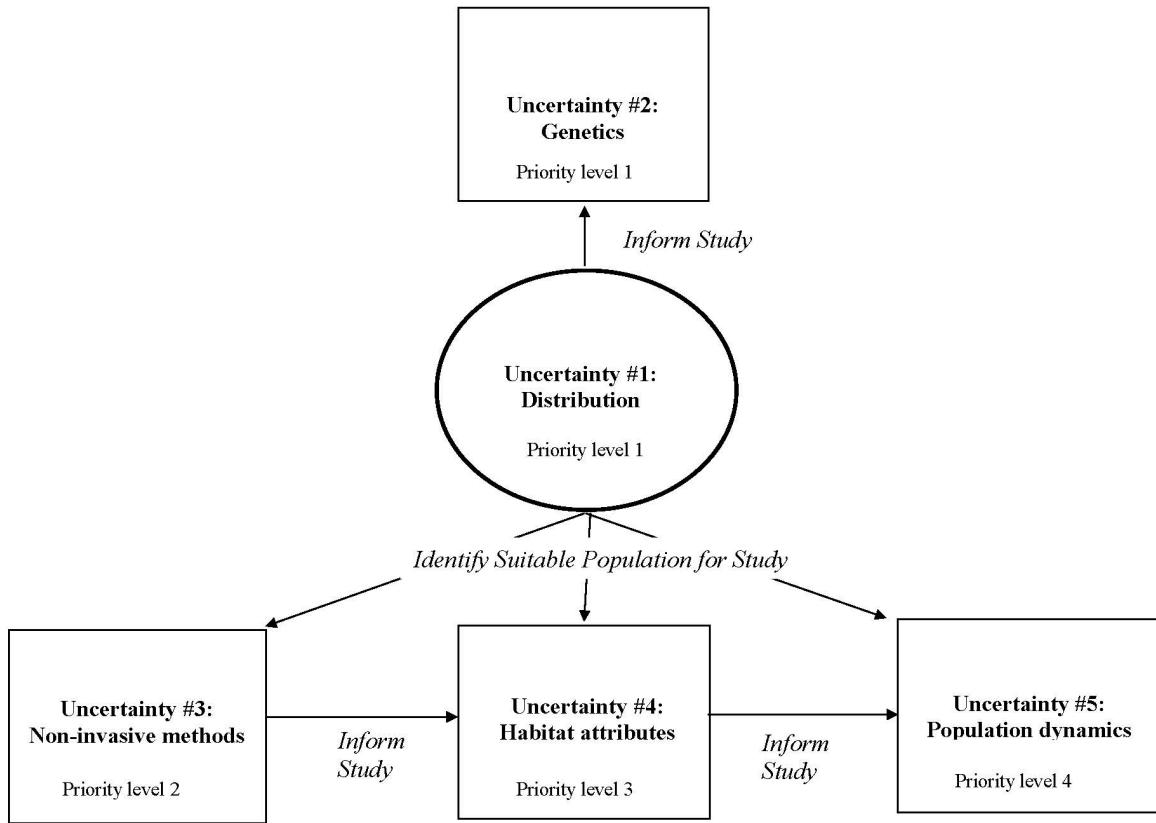 Uncertainty #2:
Genetics
Priority level 1
Inform Study
Uncertainty #1:
Distribution
Priority level 1
Identify Suitable Population for Study
Uncertainty #3:
Non-invasive methods
Priority level 2
Inform
Study
Uncertainty #4:
Habitat attributes
Priority level 3
Inform
Study
Uncertainty #5:
Population dynamics
Priority level 4